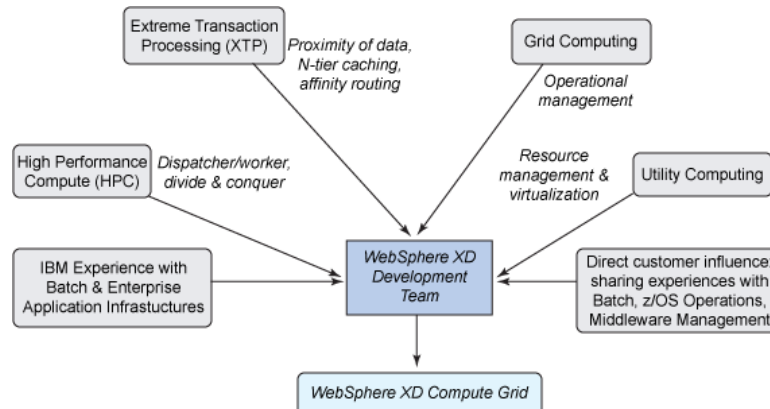 Extreme Transaction
Processing (XTP)
Proximity of data,
N-tier caching,
affinity routing
Grid Computing
Operational
management
High Performance
Compute (HPC)
Dispatcher/worker,
divide & conquer
Resource
management &
virtualization
Utility Computing
IBM Experience with
Batch & Enterprise
Application Infrastuctures
WebSphere XD
Development
Team
Direct customer influence:
sharing experiences with
Batch, z/OS Operations,
Middleware Management
WebSphere XD Compute Grid